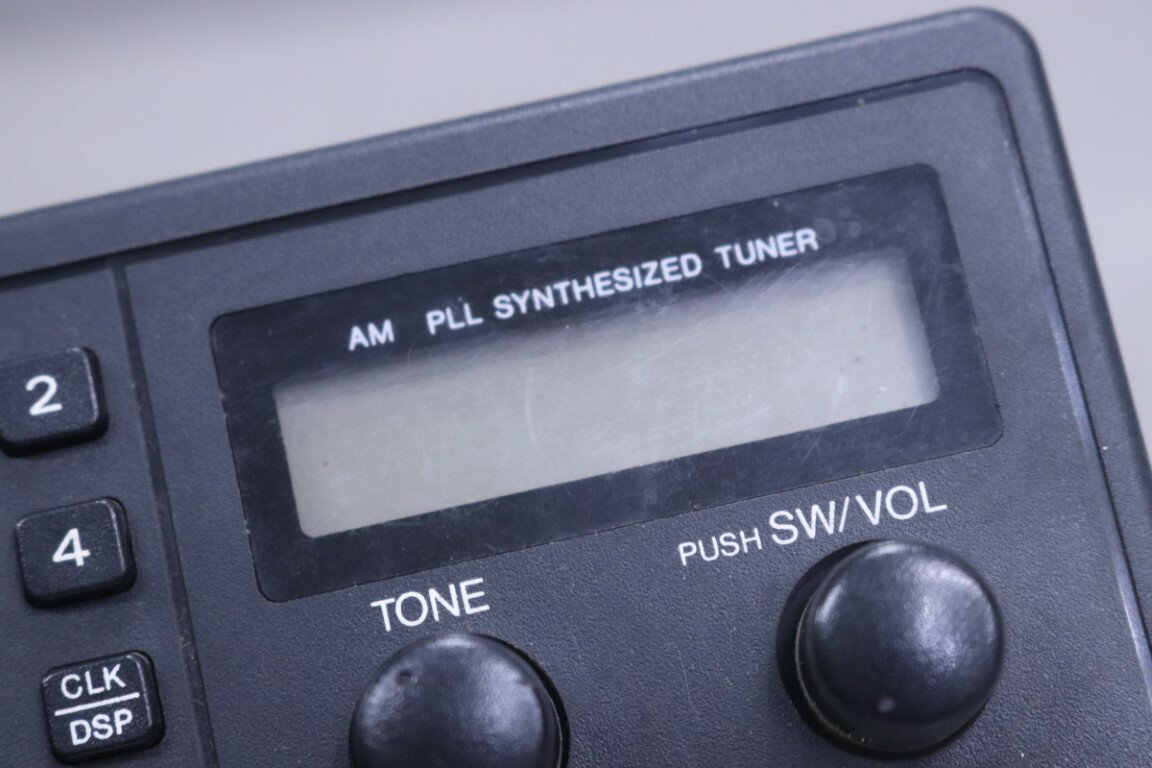 AM PLL SYNTHESIZED TUNER
2
4
CLK
DSP
TONE
PUSH SW/VOL